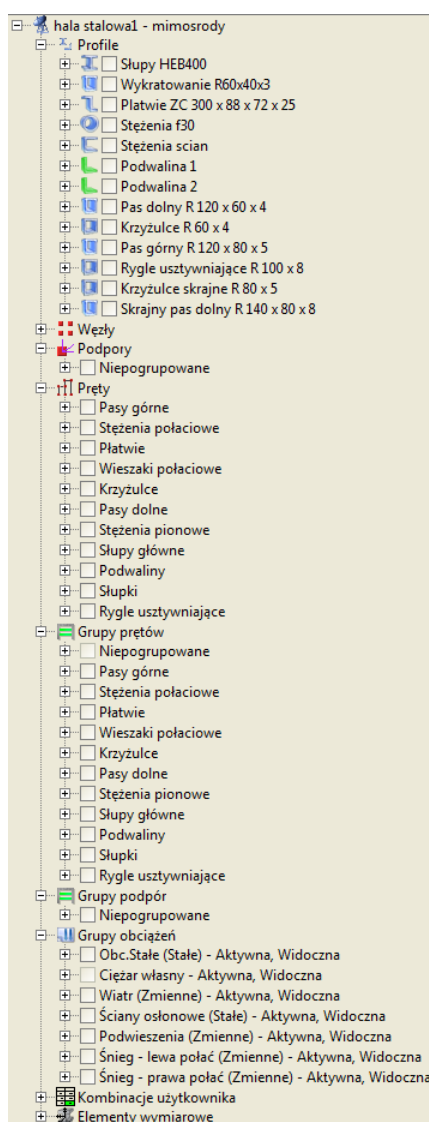 hala stalowa1 - mimosrody
Profile
Słupy HEB400
Wykratowanie R60x40x3
Platwie ZC 300 x 88 x 72 x 25
Stężenia f30
Stężenia scian
Podwalina 1
Podwalina 2
Pas dolny R 120 x 60 x 4
Krzyżulce R 60 x 4
Pas górny R 120 x 80 x 5
Rygle usztywniające R 100 x 8
Krzyżulce skrajne R 80 x 5
Skrajny pas dolny R 140 x 80 x 8
Węzły
Podpory
Niepogrupowane
Pręty
Pasy górne
Stężenia połaciowe
Płatwie
Wieszaki połaciowe
Krzyżulce
Pasy dolne
Stężenia pionowe
Słupy główne
Podwaliny
Słupki
Rygle usztywniające
Grupy prętów
Niepogrupowane
Pasy górne
Stężenia połaciowe
Płatwie
Wieszaki połaciowe
Krzyżulce
Pasy dolne
Stężenia pionowe
Słupy główne
Podwaliny
Słupki
Rygle usztywniające
Grupy podpór
Niepogrupowane
Grupy obciążeń
Obc.Stałe (Stałe) - Aktywna, Widoczna
Ciężar własny - Aktywna, Widoczna
Wiatr (Zmienne) - Aktywna, Widoczna
Ściany osłonowe (Stałe) - Aktywna, Widoczna
Podwieszenia (Zmienne) - Aktywna, Widoczna
Śnieg - lewa połać (Zmienne) - Aktywna, Widoczna
Śnieg - prawa połać (Zmienne) - Aktywna, Widoczna
Kombinacje użytkownika
Elementy wymiarowe